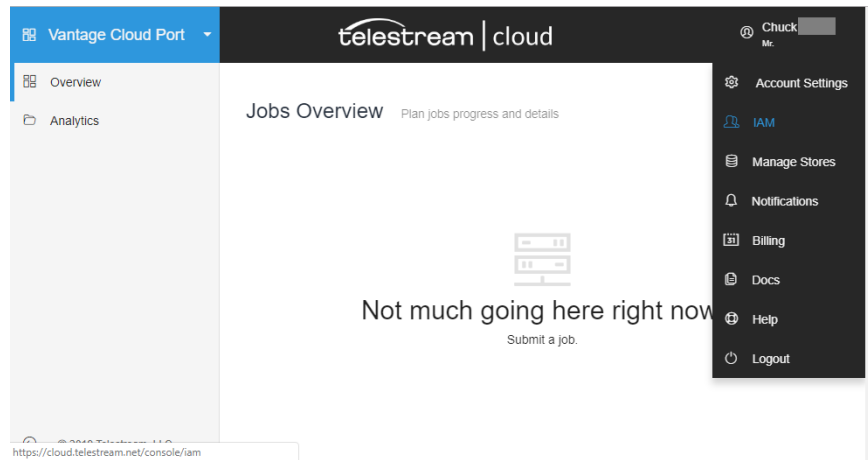 Vantage Cloud Port
telestream | cloud
Chuck
Mr.
Overview
Analytics
Jobs Overview
Plan jobs progress and details
Account Settings
IAM
Manage Stores
Notifications
31
Billing
Docs
Help
Logout
Not much going here right now
Submit a job.
https://cloud.telestream.net/console/iam